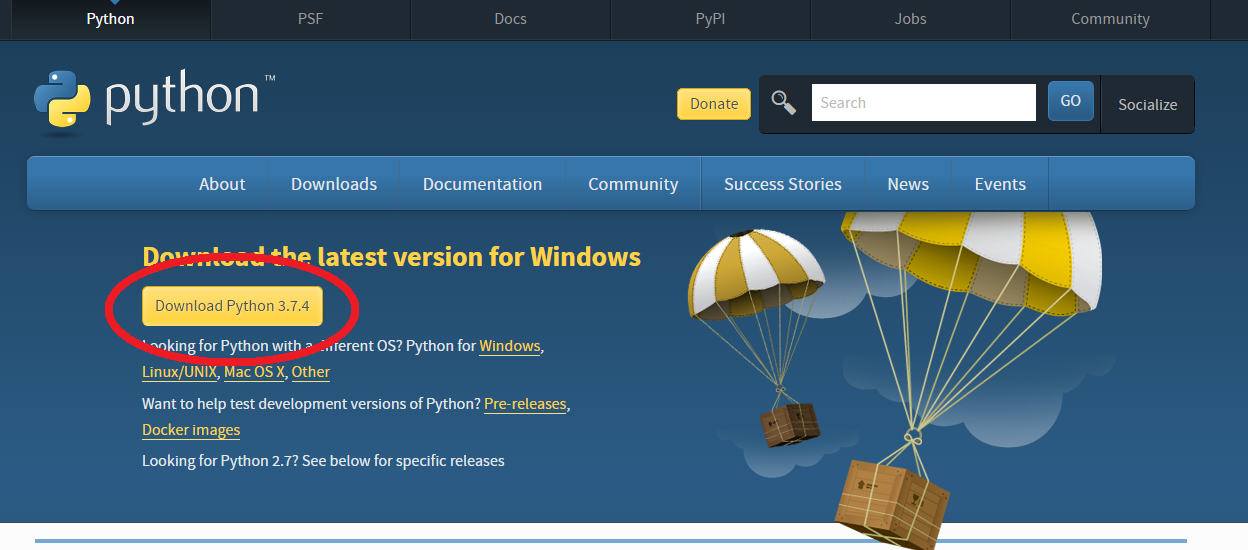 Python PSF Docs PyPI Jobs Community
python™
Donate Search GO Socialize
About Downloads Documentation Community Success Stories News Events
Download the latest version for Windows
Download Python 3.7.4
Looking for Python with a different OS? Python for Windows,
Linux/UNIX, Mac OS X, Other
Want to help test development versions of Python? Pre-releases,
Docker images
Looking for Python 2.7? See below for specific releases